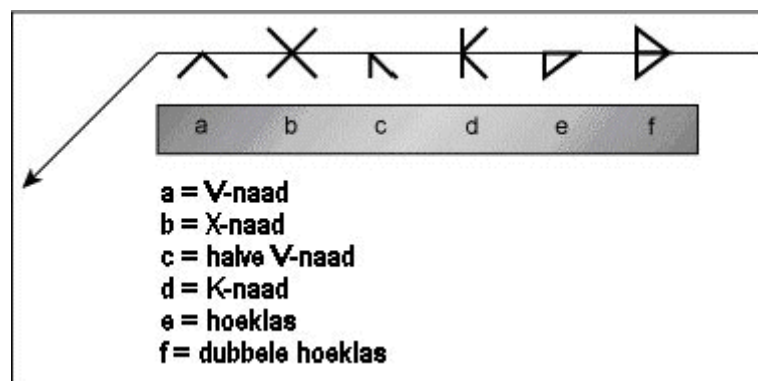 a b c d e f
a = V-naad
b = X-naad
c = halve V-naad
d = K-naad
e = hoeklas
f = dubbele hoeklas